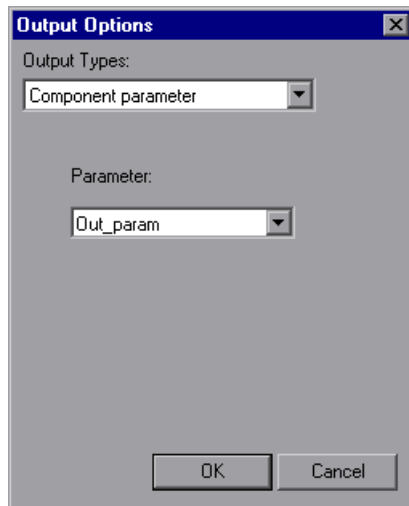 Output Options
Output Types:
Component parameter
Parameter:
Out_param
OK Cancel